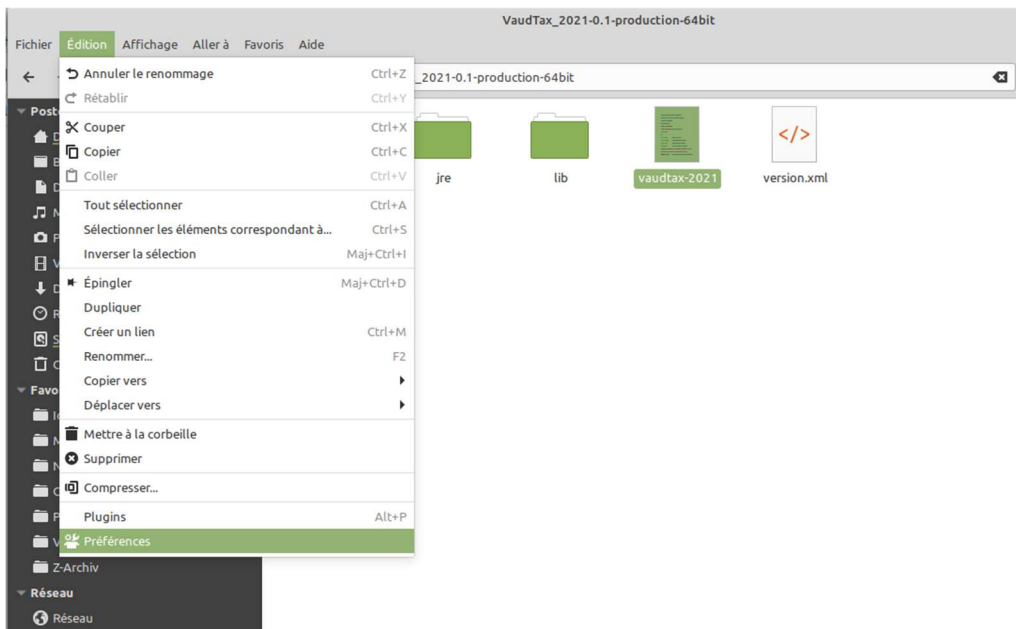 VaudTax_2021-0.1-production-64bit
Fichier Édition Affichage Aller à Favoris Aide
_2021-0.1-production-64bit
Annuler le renommage Ctrl+Z
Rétablir Ctrl+Y
Couper Ctrl+X
Copier Ctrl+C
Coller Ctrl+V
Tout sélectionner Ctrl+A
Sélectionner les éléments correspondant à... Ctrl+S
Inverser la sélection Maj+Ctrl+I
Épingler Maj+Ctrl+D
Dupliquer
Créer un lien Ctrl+M
Renommer... F2
Copier vers
Déplacer vers
Mettre à la corbeille
Supprimer
Compresser...
Plugins Alt+P
Préférences
Post
Favo
Z-Archiv
Réseau
Réseau
jre lib vaudtax-2021 version.xml